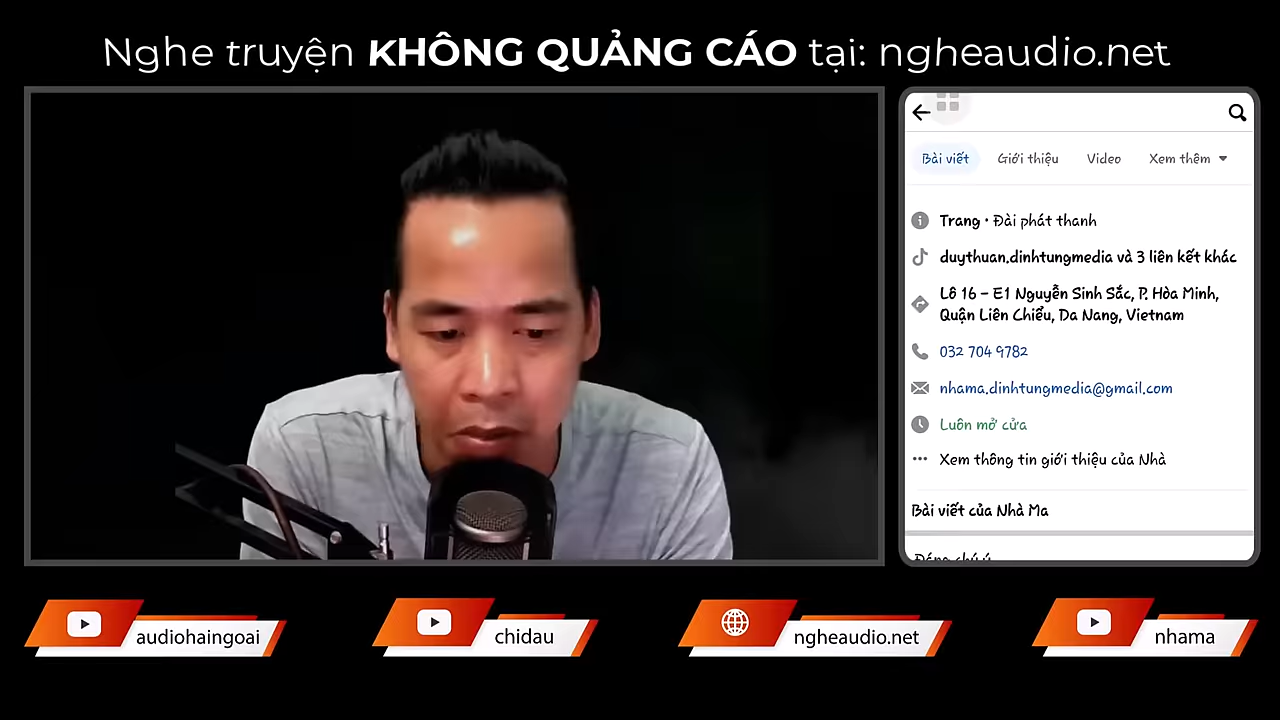 Nghe truyện KHÔNG QUẢNG CÁO tại: ngheaudio.net
Bài viết Giới thiệu Video Xem thêm
Trang · Đài phát thanh
duythuan.dinhtungmedia và 3 liên kết khác
Lô 16 – E1 Nguyễn Sinh Sắc, P. Hòa Minh,
Quận Liên Chiểu, Da Nang, Vietnam
032 704 9782
nhama.dinhtungmedia@gmail.com
Luôn mở cửa
Xem thông tin giới thiệu của Nhà
Bài viết của Nhà Ma
Đáng chú ý
audiohaingoai
chidau
ngheaudio.net
nhama